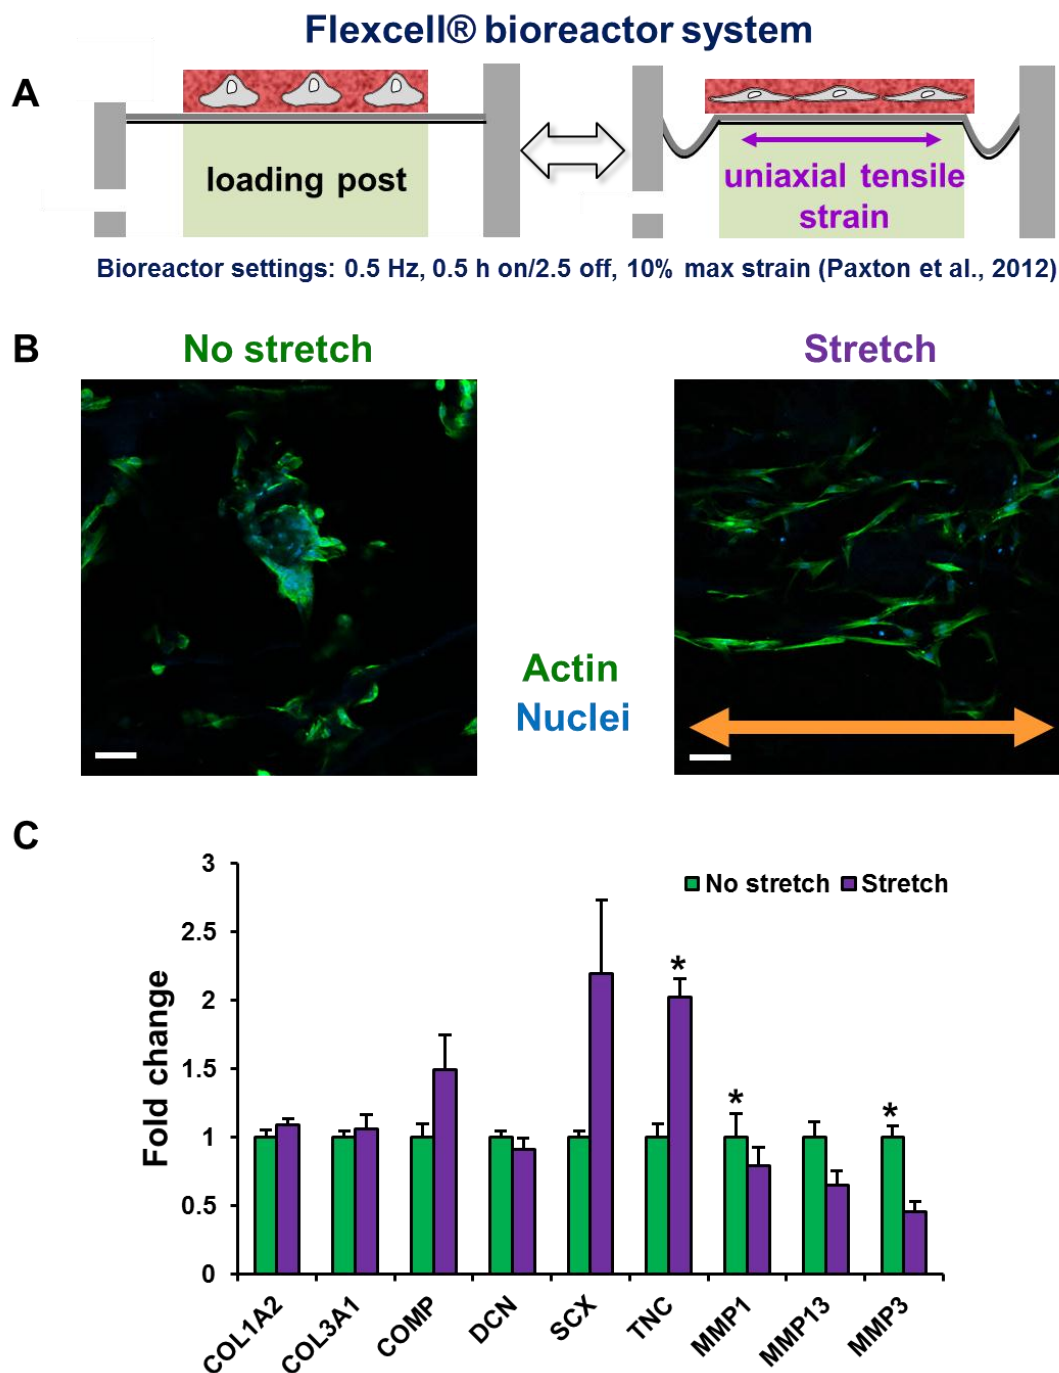 Flexcell® bioreactor system
A
loading post
uniaxial tensile
strain
Bioreactor settings: 0.5 Hz, 0.5 h on/2.5 off, 10% max strain (Paxton et al., 2012)
B
No stretch
Stretch
Actin
Nuclei
C
Fold change
3
2.5
2
1.5
1
0.5
0
No stretch
Stretch
*
*
*
COL1A2
COL3A1
COMP
DCN
SCX
TNC
MMP1
MMP13
MMP3